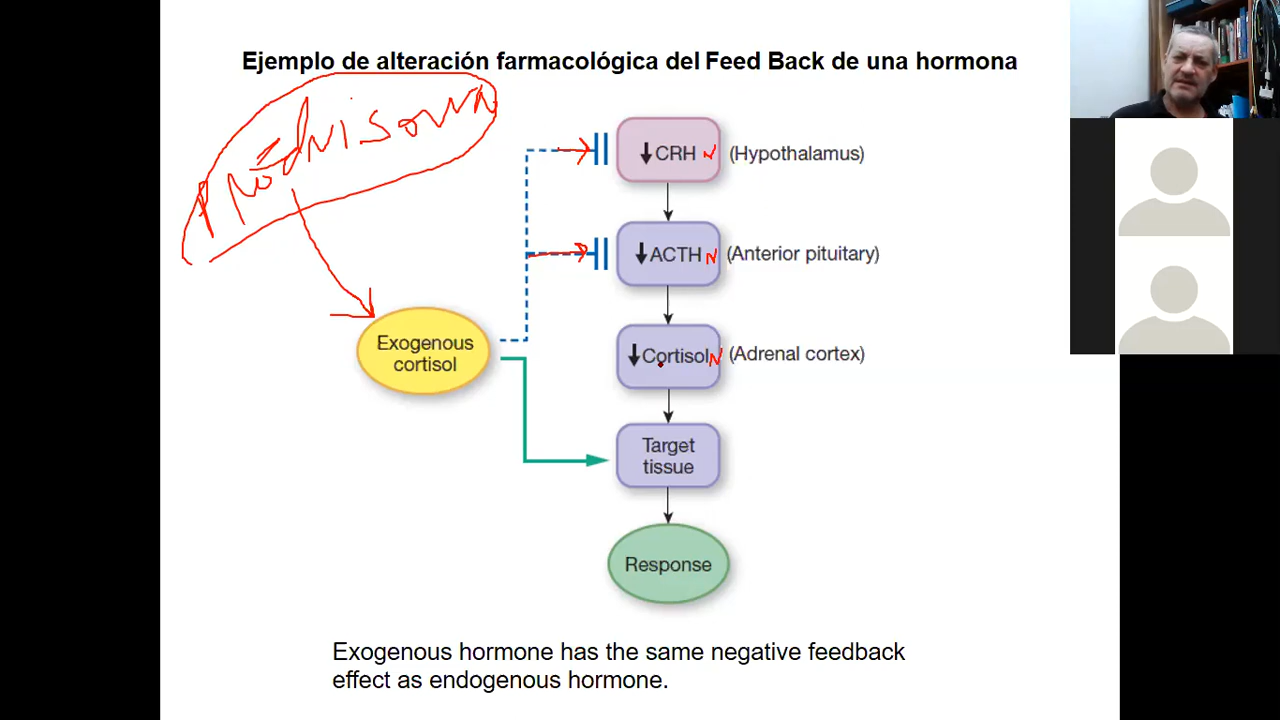 Ejemplo de alteración farmacológica del Feed Back de una hormona
Prednisona
CRH N (Hypothalamus)
ACTH N (Anterior pituitary)
Exogenous
cortisol
Cortisol N (Adrenal cortex)
Target
tissue
Response
Exogenous hormone has the same negative feedback
effect as endogenous hormone.